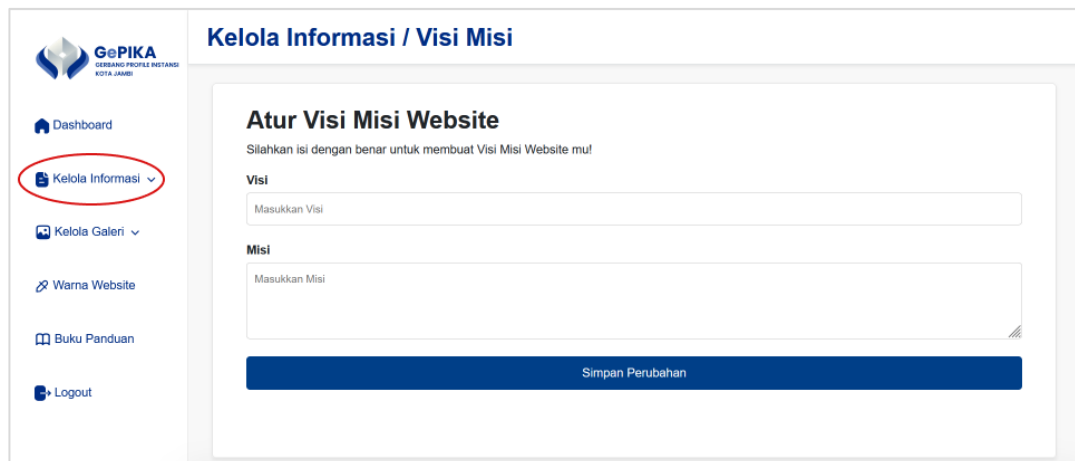 GePIKA
GERBANG PROFILE INSTANSI
KOTA JAMBI
Dashboard
Kelola Informasi
Kelola Galeri
Warna Website
Buku Panduan
Logout
Kelola Informasi / Visi Misi
Atur Visi Misi Website
Silahkan isi dengan benar untuk membuat Visi Misi Website mu!
Visi
Masukkan Visi
Misi
Masukkan Misi
Simpan Perubahan